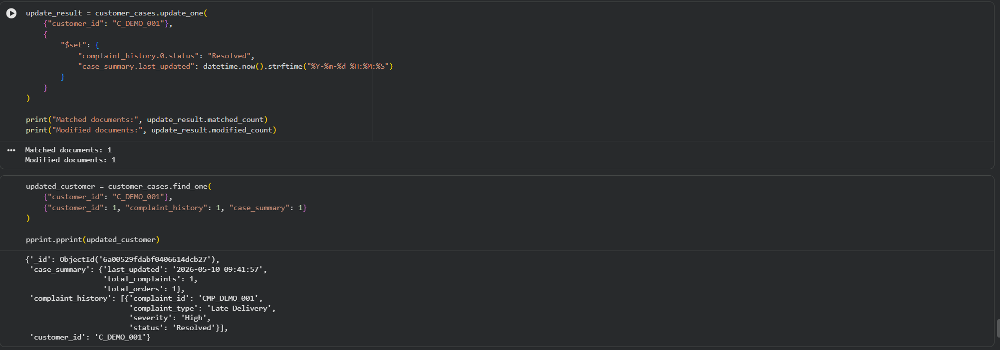 update_result = customer_cases.update_one(
    {"customer_id": "C_DEMO_001"},
    {
        "$set": {
            "complaint_history.0.status": "Resolved",
            "case_summary.last_updated": datetime.now().strftime("%Y-%m-%d %H:%M:%S")
        }
    }
)
print("Matched documents:", update_result.matched_count)
print("Modified documents:", update_result.modified_count)
Matched documents: 1
Modified documents: 1
updated_customer = customer_cases.find_one(
    {"customer_id": "C_DEMO_001"},
    {"customer_id": 1, "complaint_history": 1, "case_summary": 1}
)
pprint.pprint(updated_customer)
{'_id': ObjectId('6a00529fdabf0406614dcb27'),
 'case_summary': {'last_updated': '2026-05-10 09:41:57',
                  'total_complaints': 1,
                  'total_orders': 1},
 'complaint_history': [{'complaint_id': 'CMP_DEMO_001',
                        'complaint_type': 'Late Delivery',
                        'severity': 'High',
                        'status': 'Resolved'}],
 'customer_id': 'C_DEMO_001'}